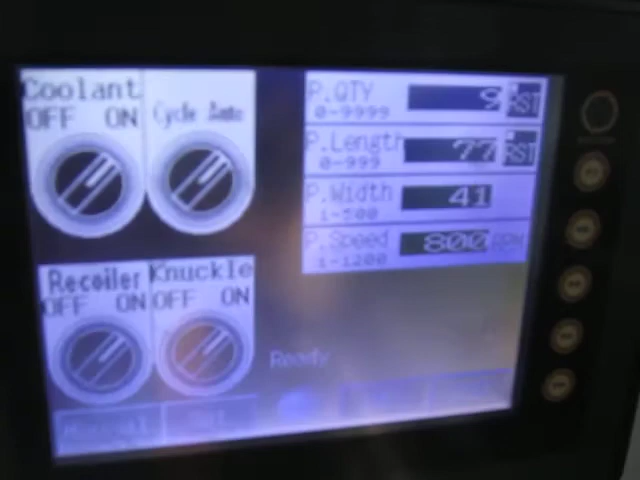 Coolant
OFF ON
Cycle Auto
P.QTY 9 RST
0-9999
P.Length 77 RST
0-999
P.Width 41
1-500
P.Speed 800
1-1200
Recoiler
OFF ON
Knuckle
OFF ON
Ready